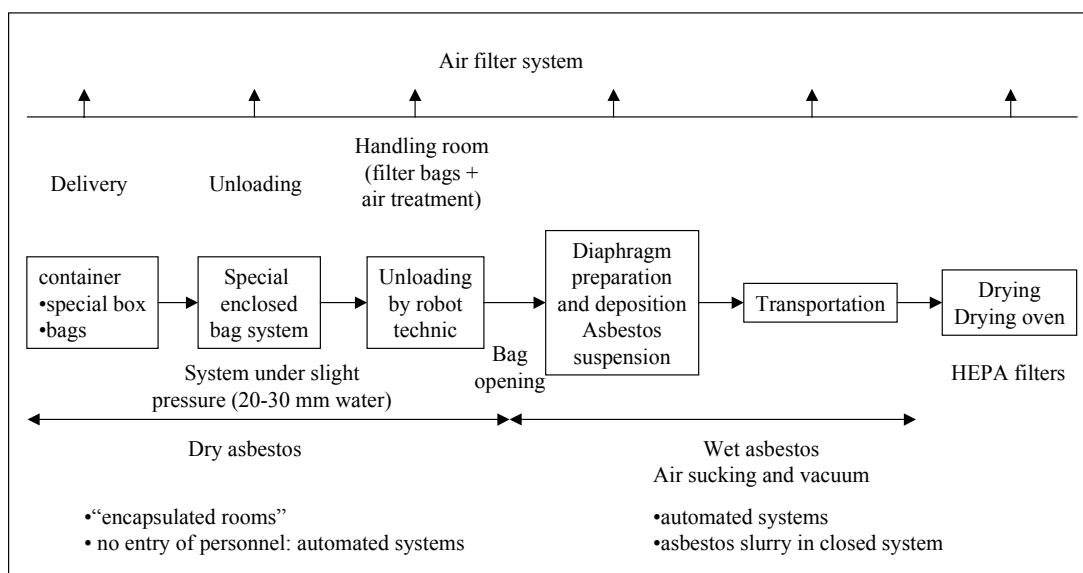 Air filter system
Delivery
Unloading
Handling room
(filter bags +
air treatment)
container
•special box
•bags
Special
enclosed
bag system
Unloading
by robot
technic
Bag
opening
Diaphragm
preparation
and deposition
Asbestos
suspension
Transportation
Drying
Drying oven
HEPA filters
System under slight
pressure (20-30 mm water)
Dry asbestos
Wet asbestos
Air sucking and vacuum
•“encapsulated rooms”
• no entry of personnel: automated systems
•automated systems
•asbestos slurry in closed system